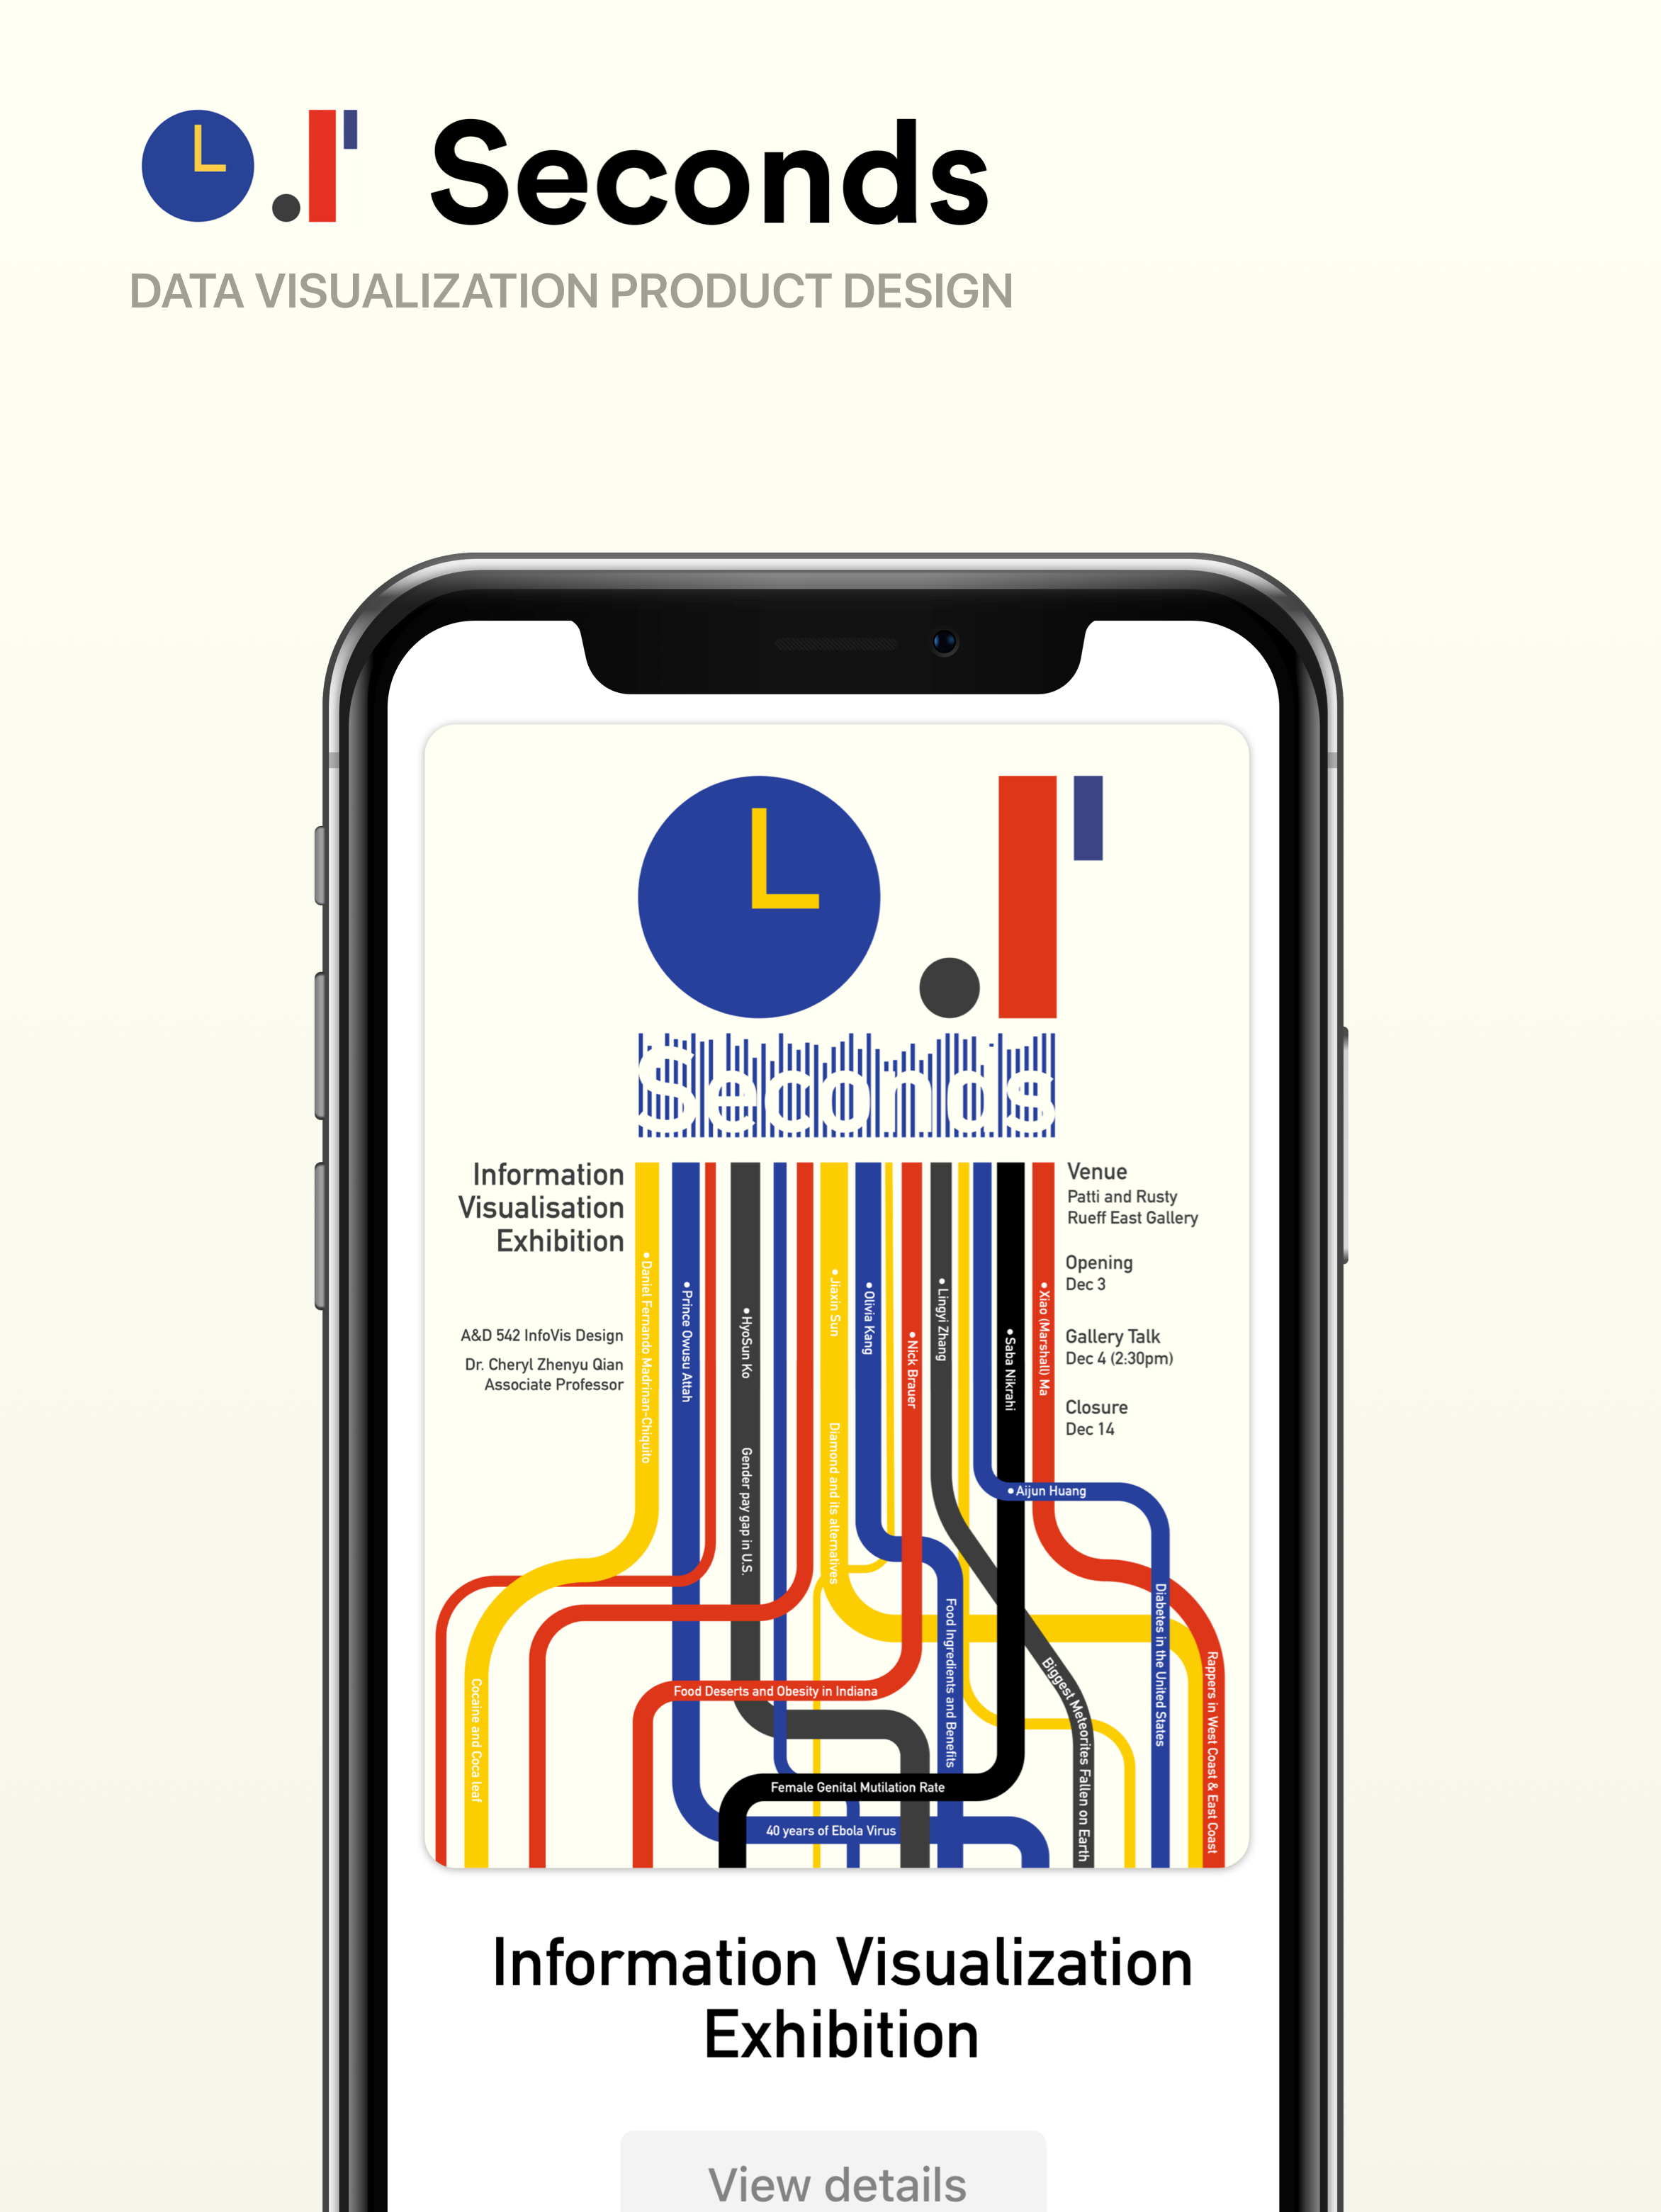 0.1' Seconds
DATA VISUALIZATION PRODUCT DESIGN
0.1'
Seconds
Information
Visualisation
Exhibition
A&D 542 InfoVis Design
Dr. Cheryl Zhenyu Qian
Associate Professor
Venue
Patti and Rusty
Rueff East Gallery
Opening
Dec 3
Gallery Talk
Dec 4 (2:30pm)
Closure
Dec 14
• Daniel Fernando Madrinan-Chiquito
• Prince Owusu Attah
• HyoSun Ko
• Jiaxin Sun
• Olivia Kang
• Nick Brauer
• Lingyi Zhang
• Saba Nikrahi
• Xiao (Marshall) Ma
• Aijun Huang
Cocaine and Coca leaf
Gender pay gap in U.S.
Diamond and its alternatives
Food Deserts and Obesity in Indiana
Food Ingredients and Benefits
Female Genital Mutilation Rate
40 years of Ebola Virus
Biggest Meteorites Fallen on Earth
Diabetes in the United States
Rappers in West Coast & East Coast
Information Visualization
Exhibition
View details